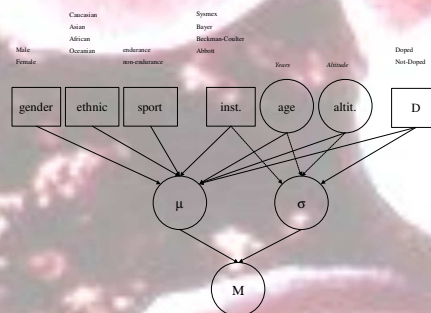 Caucasian
Asian
African
Oceanian
Sysmex
Bayer
Beckman-Coulter
Abbott
Male
Female
endurance
non-endurance
Years
Altitude
Doped
Not-Doped
gender
ethnic
sport
inst.
age
altit.
D
μ
σ
M